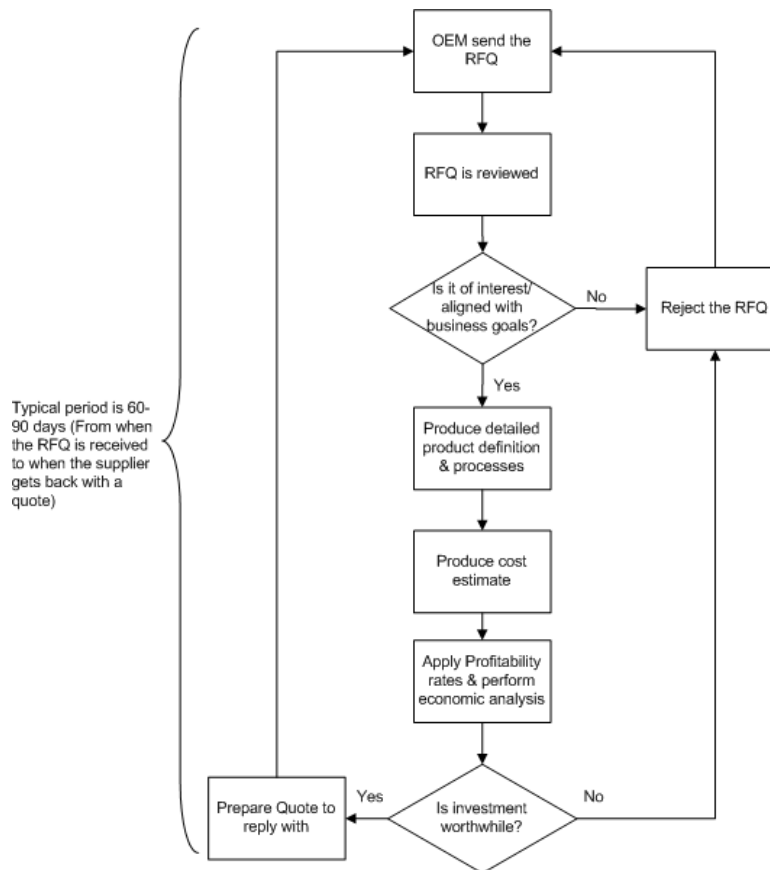 OEM send the
RFQ
RFQ is reviewed
Is it of interest/
aligned with
business goals?
No
Reject the RFQ
Yes
Typical period is 60-
90 days (From when
the RFQ is received
to when the supplier
gets back with a
quote)
Produce detailed
product definition
& processes
Produce cost
estimate
Apply Profitability
rates & perform
economic analysis
Is investment
worthwhile?
Yes
No
Prepare Quote to
reply with